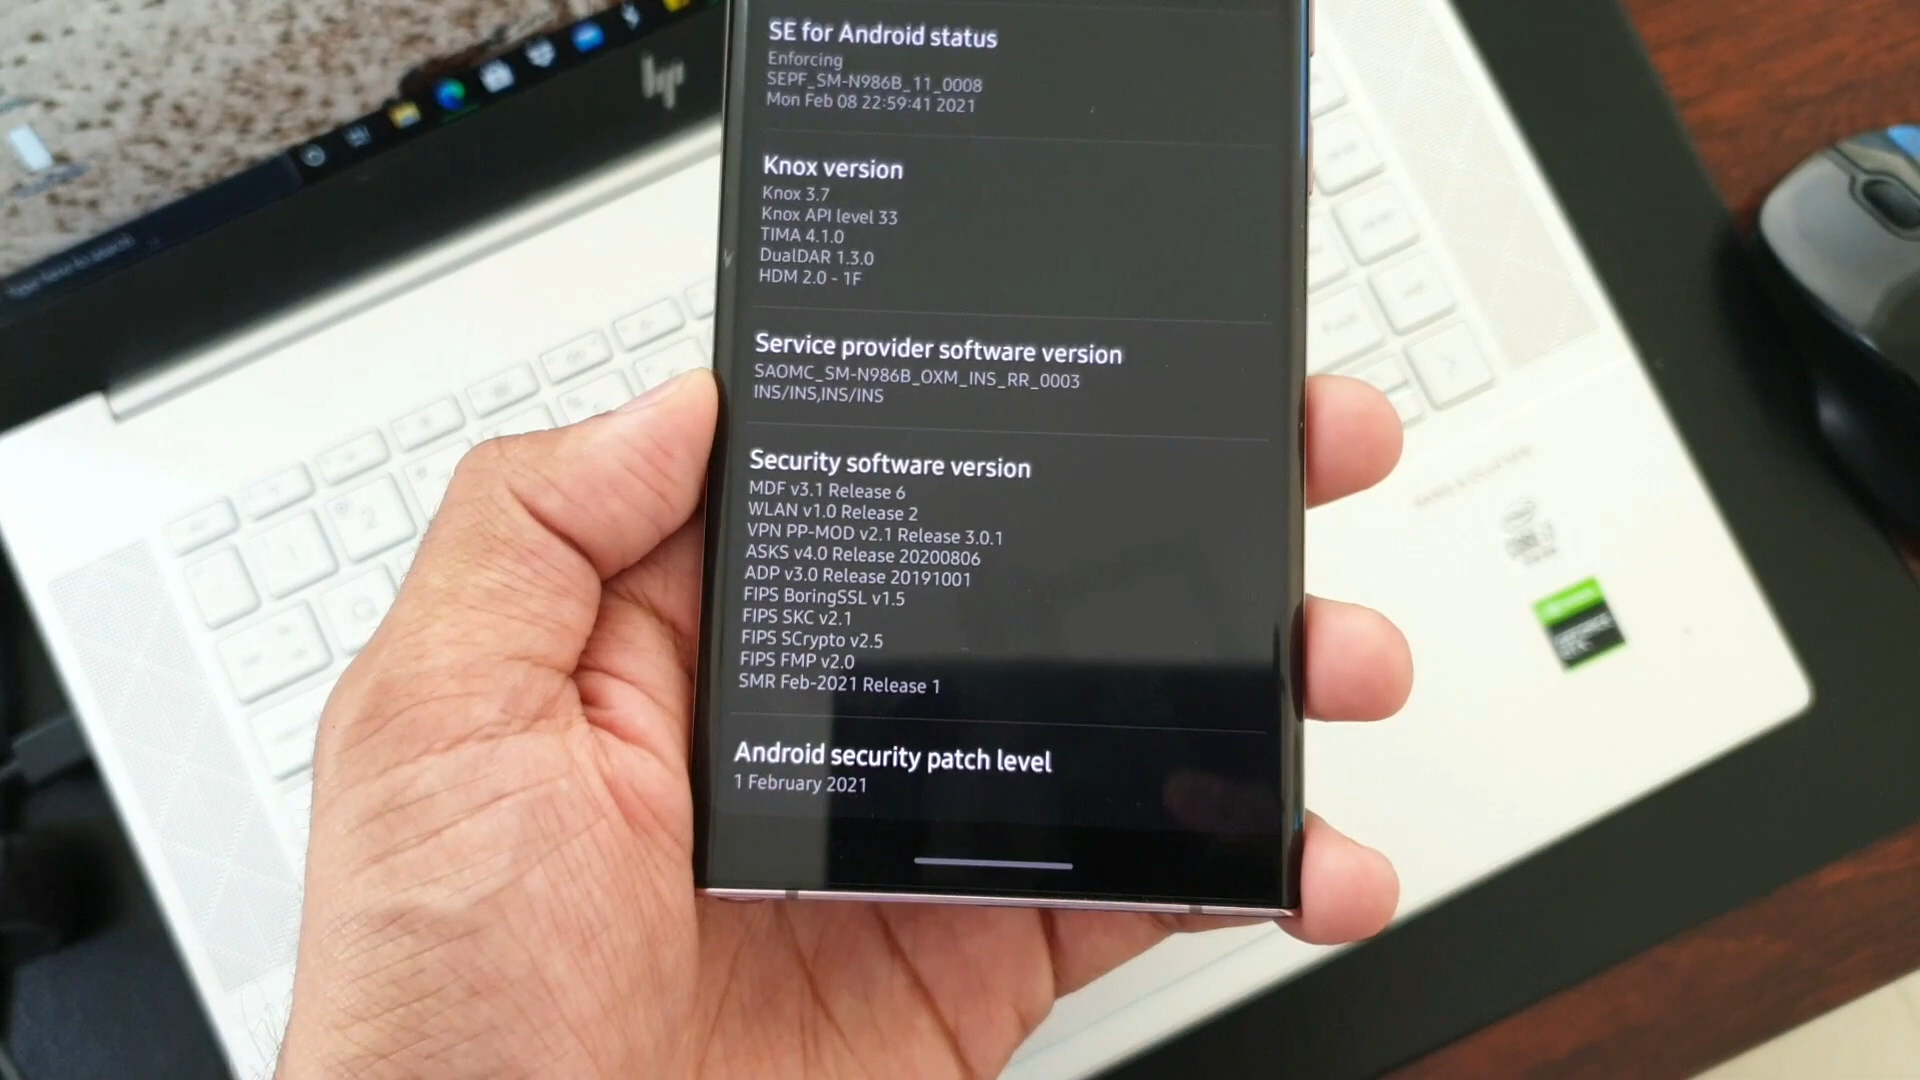 hp
SE for Android status
Enforcing
SEPF_SM-N986B_11_0008
Mon Feb 08 22:59:41 2021
Knox version
Knox 3.7
Knox API level 33
TIMA 4.1.0
DualDAR 1.3.0
HDM 2.0 - 1F
Service provider software version
SAOMC_SM-N986B_OXM_INS_RR_0003
INS/INS,INS/INS
Security software version
MDF v3.1 Release 6
WLAN v1.0 Release 2
VPN PP-MOD v2.1 Release 3.0.1
ASKS v4.0 Release 20200806
ADP v3.0 Release 20191001
FIPS BoringSSL v1.5
FIPS SKC v2.1
FIPS SCrypto v2.5
FIPS FMP v2.0
SMR Feb-2021 Release 1
Android security patch level
1 February 2021